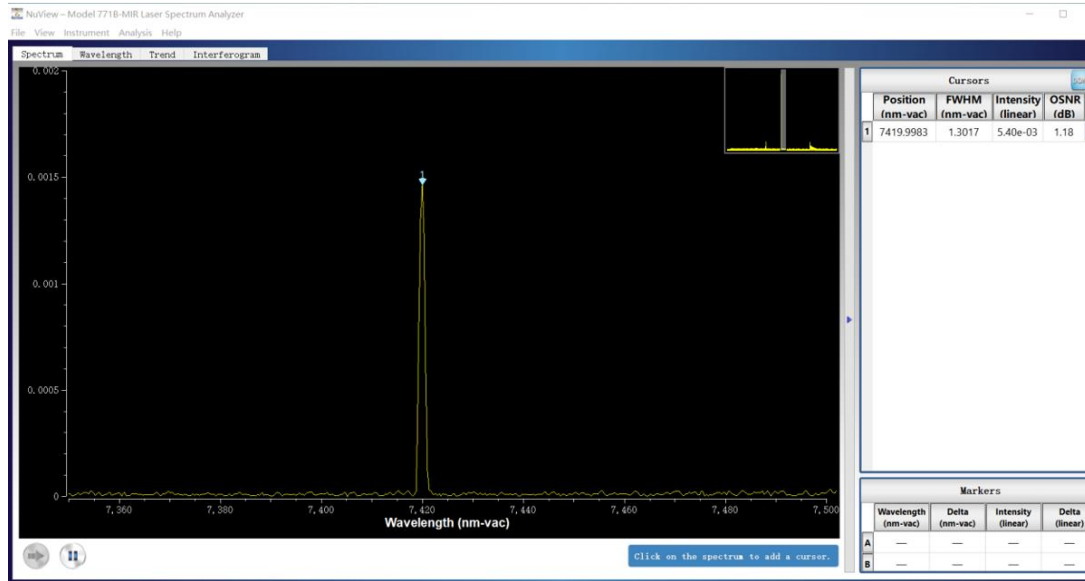 NuView – Model 771B-MIR Laser Spectrum Analyzer
File View Instrument Analysis Help
Spectrum Wavelength Trend Interferogram
0.002
0.0015
0.001
0.0005
0
1
7,360 7,380 7,400 7,420 7,440 7,460 7,480 7,500
Wavelength (nm-vac)
Click on the spectrum to add a cursor.
Cursors
Position (nm-vac) FWHM (nm-vac) Intensity (linear) OSNR (dB)
1 7419.9983 1.3017 5.40e-03 1.18
Markers
Wavelength (nm-vac) Delta (nm-vac) Intensity (linear) Delta (linear)
A — — — —
B — — — —